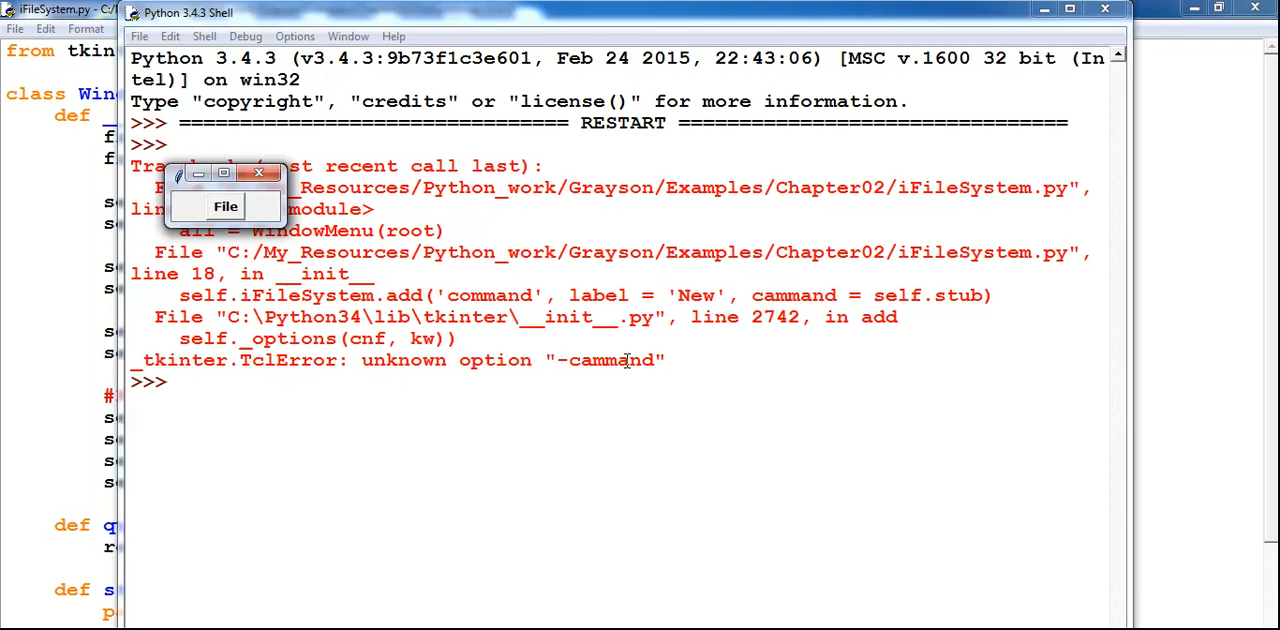 iFileSystem.py - C:/
Python 3.4.3 Shell
File Edit Format
File Edit Shell Debug Options Window Help
from tkin
Python 3.4.3 (v3.4.3:9b73f1c3e601, Feb 24 2015, 22:43:06) [MSC v.1600 32 bit (In
tel)] on win32
class Win
Type "copyright", "credits" or "license()" for more information.
def
>>> ================================ RESTART ================================
>>>
recent call last):
_Resources/Python_work/Grayson/Examples/Chapter02/iFileSystem.py",
File
module>
all = WindowMenu(root)
File "C:/My_Resources/Python_work/Grayson/Examples/Chapter02/iFileSystem.py",
line 18, in __init__
self.iFileSystem.add('command', label = 'New', cammand = self.stub)
File "C:\Python34\lib\tkinter\__init__.py", line 2742, in add
self._options(cnf, kw))
_tkinter.TclError: unknown option "-cammand"
>>>
#
def q
def s